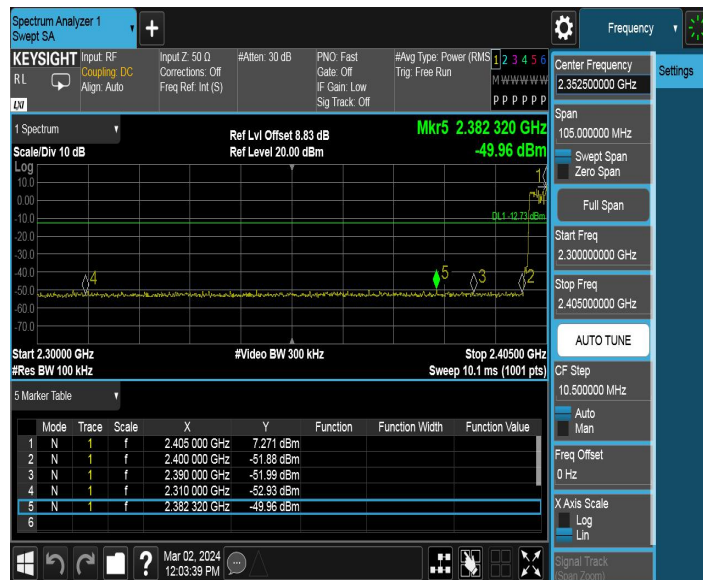 Spectrum Analyzer 1
Swept SA
+
Frequency
KEYSIGHT
RL
LXI
Input: RF
Coupling: DC
Align: Auto
Input Z: 50 Ω
Corrections: Off
Freq Ref: Int (S)
#Atten: 30 dB
PNO: Fast
Gate: Off
IF Gain: Low
Sig Track: Off
#Avg Type: Power (RMS
Trig: Free Run
1 2 3 4 5 6
M W W W W W
P P P P P P
1 Spectrum
Scale/Div 10 dB
Ref Lvl Offset 8.83 dB
Ref Level 20.00 dBm
Mkr5 2.382 320 GHz
-49.96 dBm
Log
10.0
0.00
-10.0
-20.0
-30.0
-40.0
-50.0
-60.0
-70.0
1
DL1 -12.73 dBm
4
5
3
2
Start 2.30000 GHz
#Video BW 300 kHz
Stop 2.40500 GHz
#Res BW 100 kHz
Sweep 10.1 ms (1001 pts)
5 Marker Table
Mode Trace Scale X Y Function Function Width Function Value
1 N 1 f 2.405 000 GHz 7.271 dBm
2 N 1 f 2.400 000 GHz -51.88 dBm
3 N 1 f 2.390 000 GHz -51.99 dBm
4 N 1 f 2.310 000 GHz -52.93 dBm
5 N 1 f 2.382 320 GHz -49.96 dBm
6
?
Mar 02, 2024
12:03:39 PM
Center Frequency
2.352500000 GHz
Settings
Span
105.000000 MHz
Swept Span
Zero Span
Full Span
Start Freq
2.300000000 GHz
Stop Freq
2.405000000 GHz
AUTO TUNE
CF Step
10.500000 MHz
Auto
Man
Freq Offset
0 Hz
X Axis Scale
Log
Lin
Signal Track
(Span Zoom)